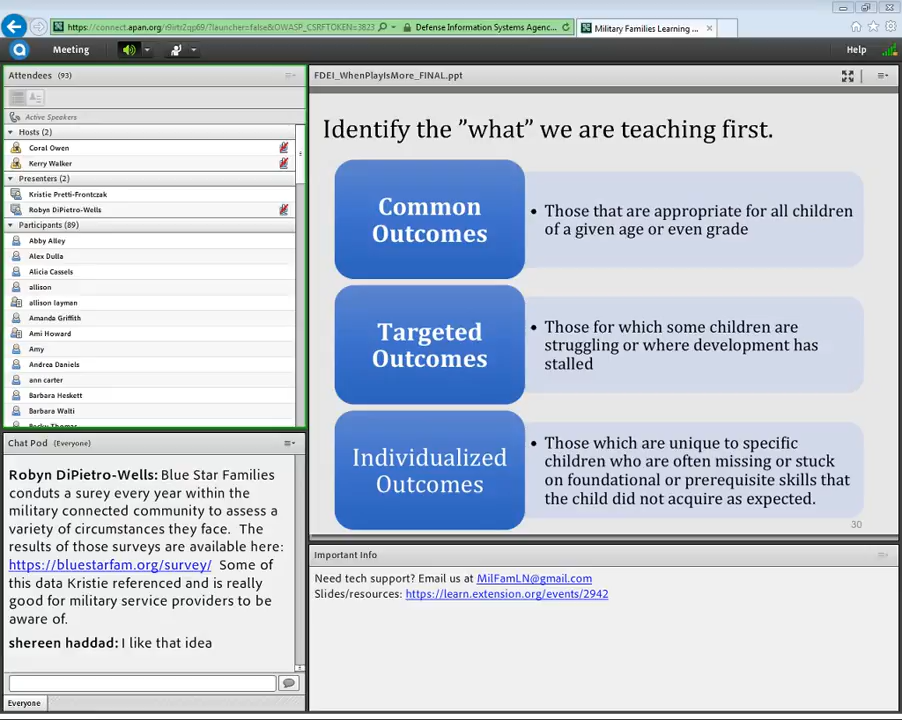 https://connect.apan.org/r9irtr2qp69/?launcher=false&OWASP_CSRFTOKEN=3823
Defense Information Systems Agenc...
Military Families Learning ...
Meeting
Help
Attendees (93)
Active Speakers
Hosts (2)
Coral Owen
Kerry Walker
Presenters (2)
Kristie Pretti-Frontczak
Robyn DiPietro-Wells
Participants (89)
Abby Alley
Alex Dulla
Alicia Cassels
allison
allison layman
Amanda Griffith
Ami Howard
Amy
Andrea Daniels
ann carter
Barbara Heskett
Barbara Walti
Becky Thomas
Chat Pod (Everyone)
Robyn DiPietro-Wells: Blue Star Families
conduts a surey every year within the
military connected community to assess a
variety of circumstances they face. The
results of those surveys are available here:
https://bluestarfam.org/survey/ Some of
this data Kristie referenced and is really
good for military service providers to be
aware of.
shereen haddad: I like that idea
Everyone
FDEI_WhenPlayIsMore_FINAL.ppt
Identify the ”what” we are teaching first.
Common
Outcomes
• Those that are appropriate for all children
of a given age or even grade
Targeted
Outcomes
• Those for which some children are
struggling or where development has
stalled
Individualized
Outcomes
• Those which are unique to specific
children who are often missing or stuck
on foundational or prerequisite skills that
the child did not acquire as expected.
30
Important Info
Need tech support? Email us at MilFamLN@gmail.com
Slides/resources: https://learn.extension.org/events/2942